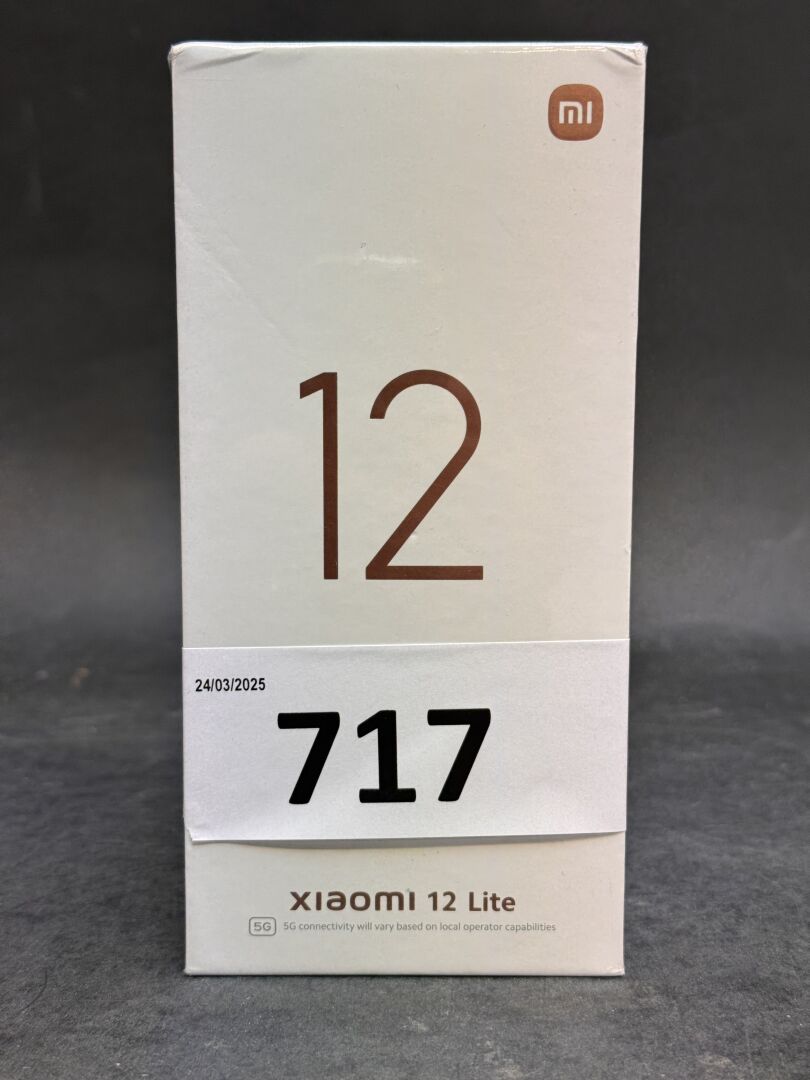 mi
12
24/03/2025
717
xiaomi 12 Lite
5G 5G connectivity will vary based on local operator capabilities